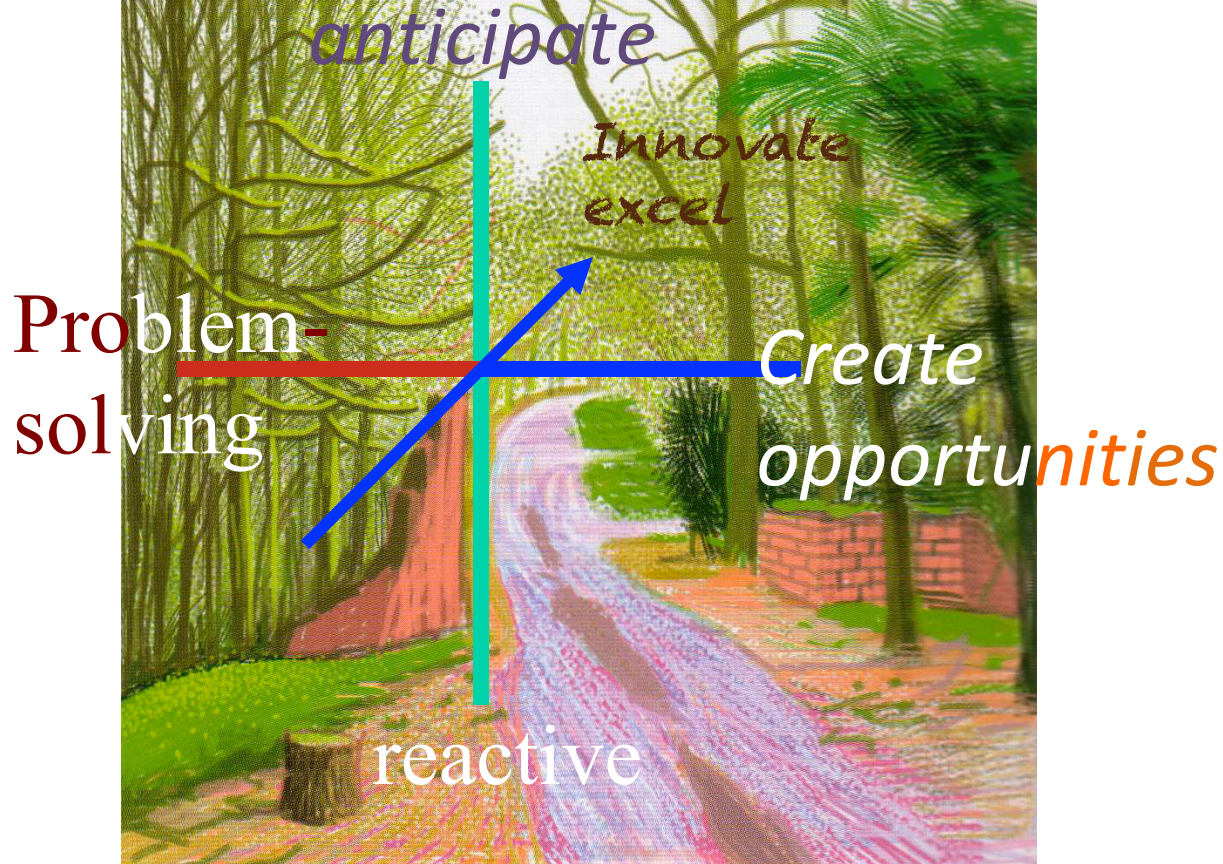 anticipate
Innovate
excel
Problem-
solving
Create
opportunities
reactive